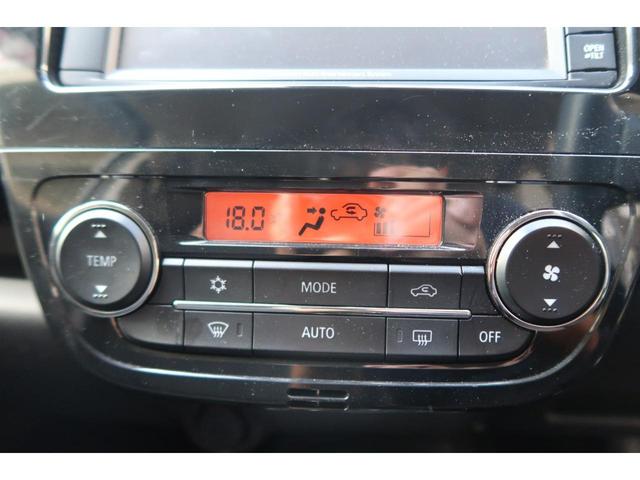 OPEN
TILT
18.0
TEMP
MODE
AUTO
OFF